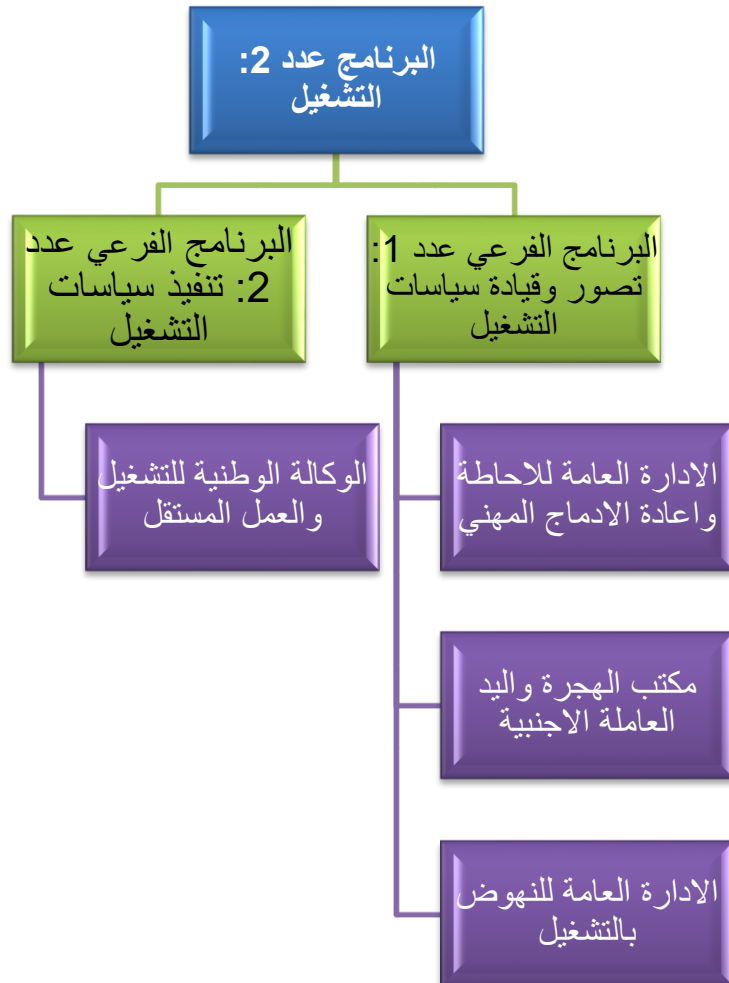 البرنامج عدد 2:
التشغيل
البرنامج الفرعي عدد 1:
تصور وقيادة سياسات
التشغيل
الادارة العامة للاحاطة
واعادة الادماج المهني
مكتب الهجرة واليد
العاملة الاجنبية
الادارة العامة للنهوض
بالتشغيل
البرنامج الفرعي عدد
2: تنفيذ سياسات
التشغيل
الوكالة الوطنية للتشغيل
والعمل المستقل